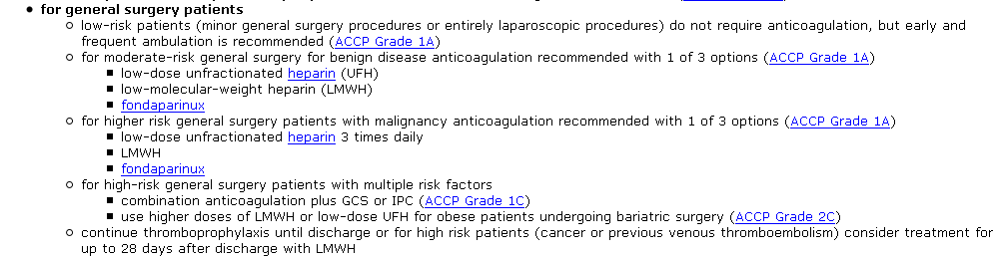 for general surgery patients
low-risk patients (minor general surgery procedures or entirely laparoscopic procedures) do not require anticoagulation, but early and
frequent ambulation is recommended (ACCP Grade 1A)
for moderate-risk general surgery for benign disease anticoagulation recommended with 1 of 3 options (ACCP Grade 1A)
low-dose unfractionated heparin (UFH)
low-molecular-weight heparin (LMWH)
fondaparinux
for higher risk general surgery patients with malignancy anticoagulation recommended with 1 of 3 options (ACCP Grade 1A)
low-dose unfractionated heparin 3 times daily
LMWH
fondaparinux
for high-risk general surgery patients with multiple risk factors
combination anticoagulation plus GCS or IPC (ACCP Grade 1C)
use higher doses of LMWH or low-dose UFH for obese patients undergoing bariatric surgery (ACCP Grade 2C)
continue thromboprophylaxis until discharge or for high risk patients (cancer or previous venous thromboembolism) consider treatment for
up to 28 days after discharge with LMWH